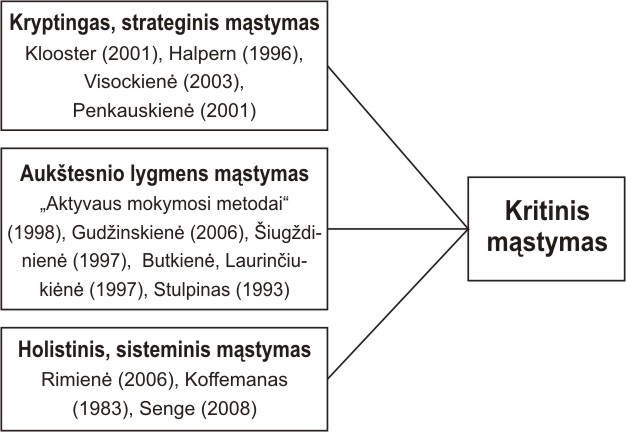 Kryptingas, strateginis mąstymas
Klooster (2001), Halpern (1996),
Visockienė (2003),
Penkauskienė (2001)
Aukštesnio lygmens mąstymas
„Aktyvaus mokymosi metodai“
(1998), Gudžinskienė (2006), Šiugždi-
nienė (1997), Butkienė, Laurinčiu-
kiėnė (1997), Stulpinas (1993)
Holistinis, sisteminis mąstymas
Rimienė (2006), Koffemanas
(1983), Senge (2008)
Kritinis
mąstymas